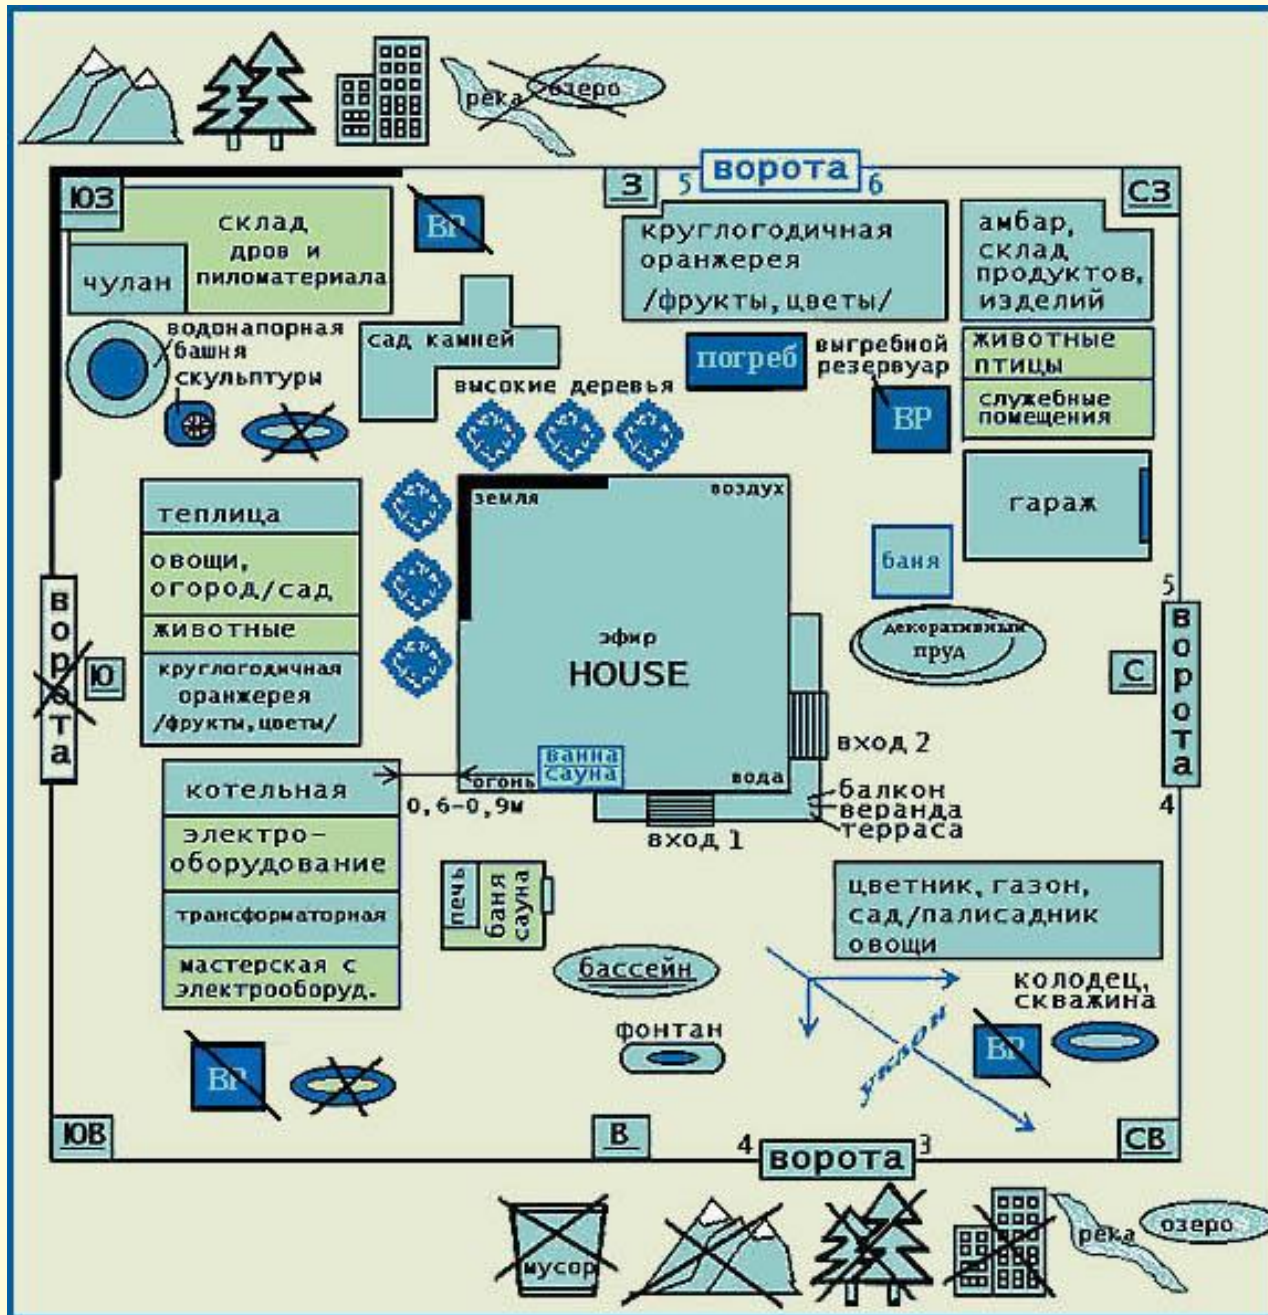 река озеро
ворота
5 6
ЮЗ
З
СЗ
склад
дров и
пиломатериала
чулан
ВР
круглогодичная
оранжерея
/фрукты,цветы/
амбар,
склад
продуктов,
изделий
водонапорная
башня
скульптуры
сад камней
погреб
выгребной
резервуар
ВР
животные
птицы
служебные
помещения
высокие деревья
гараж
теплица
овощи,
огород/сад
животные
круглогодичная
оранжерея
/фрукты,цветы/
земля
воздух
эфир
HOUSE
ванна
сауна
огонь
вода
баня
декоративный
пруд
ворота
Ю
С
5
ворота
4
вход 2
балкон
веранда
терраса
вход 1
0,6-0,9м
котельная
электро-
оборудование
трансформаторная
мастерская с
электрооборуд.
печь
баня
сауна
бассейн
фонтан
цветник, газон,
сад/палисадник
овощи
уклон
колодец,
скважина
ВР
ВР
ЮВ
В
СВ
4 3
ворота
мусор
река
озеро